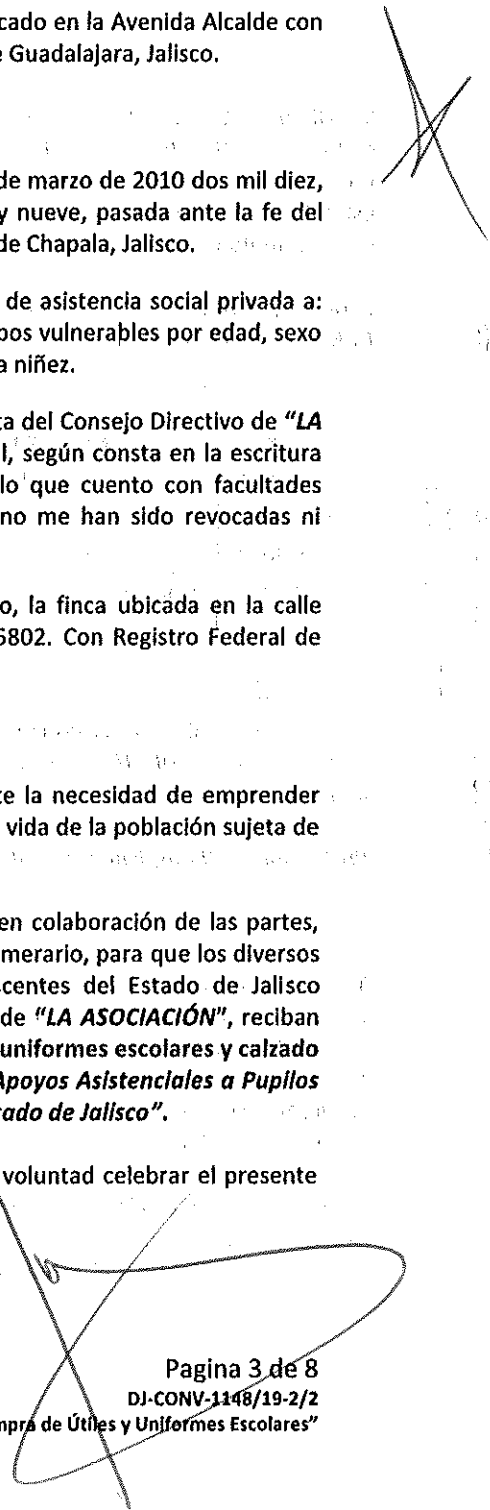 cado en la Avenida Alcalde con
e Guadalajara, Jalisco.
de marzo de 2010 dos mil diez,
y nueve, pasada ante la fe del
de Chapala, Jalisco.
de asistencia social privada a:
pos vulnerables por edad, sexo
a niñez.
ta del Consejo Directivo de "LA
l, según consta en la escritura
lo que cuento con facultades
no me han sido revocadas ni
o, la finca ubicada en la calle
5802. Con Registro Federal de
te la necesidad de emprender
vida de la población sujeta de
en colaboración de las partes,
merario, para que los diversos
scentes del Estado de Jalisco
de "LA ASOCIACIÓN", reciban
uniformes escolares y calzado
Apoyos Asistenciales a Pupilos
tado de Jalisco".
voluntad celebrar el presente
Pagina 3 de 8
DJ-CONV-1148/19-2/2
mpra de Útiles y Uniformes Escolares"